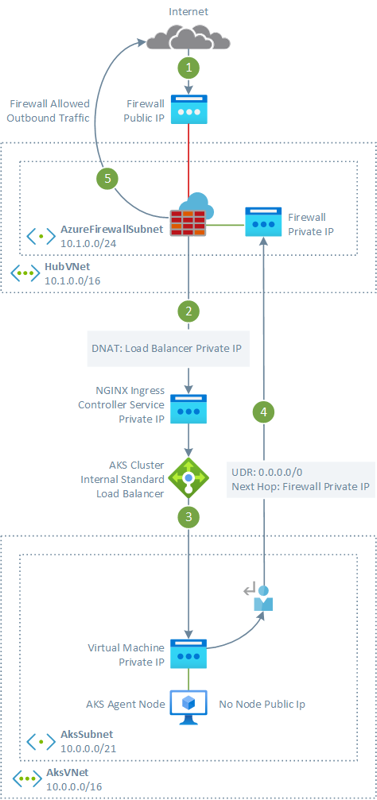 Internet
1
Firewall Allowed
Outbound Traffic
Firewall
Public IP
5
AzureFirewallSubnet
10.1.0.0/24
Firewall
Private IP
HubVNet
10.1.0.0/16
2
DNAT: Load Balancer Private IP
NGINX Ingress
Controller Service
Private IP
4
AKS Cluster
Internal Standard
Load Balancer
UDR: 0.0.0.0/0
Next Hop: Firewall Private IP
3
Virtual Machine
Private IP
AKS Agent Node
No Node Public Ip
AksSubnet
10.0.0.0/21
AksVNet
10.0.0.0/16